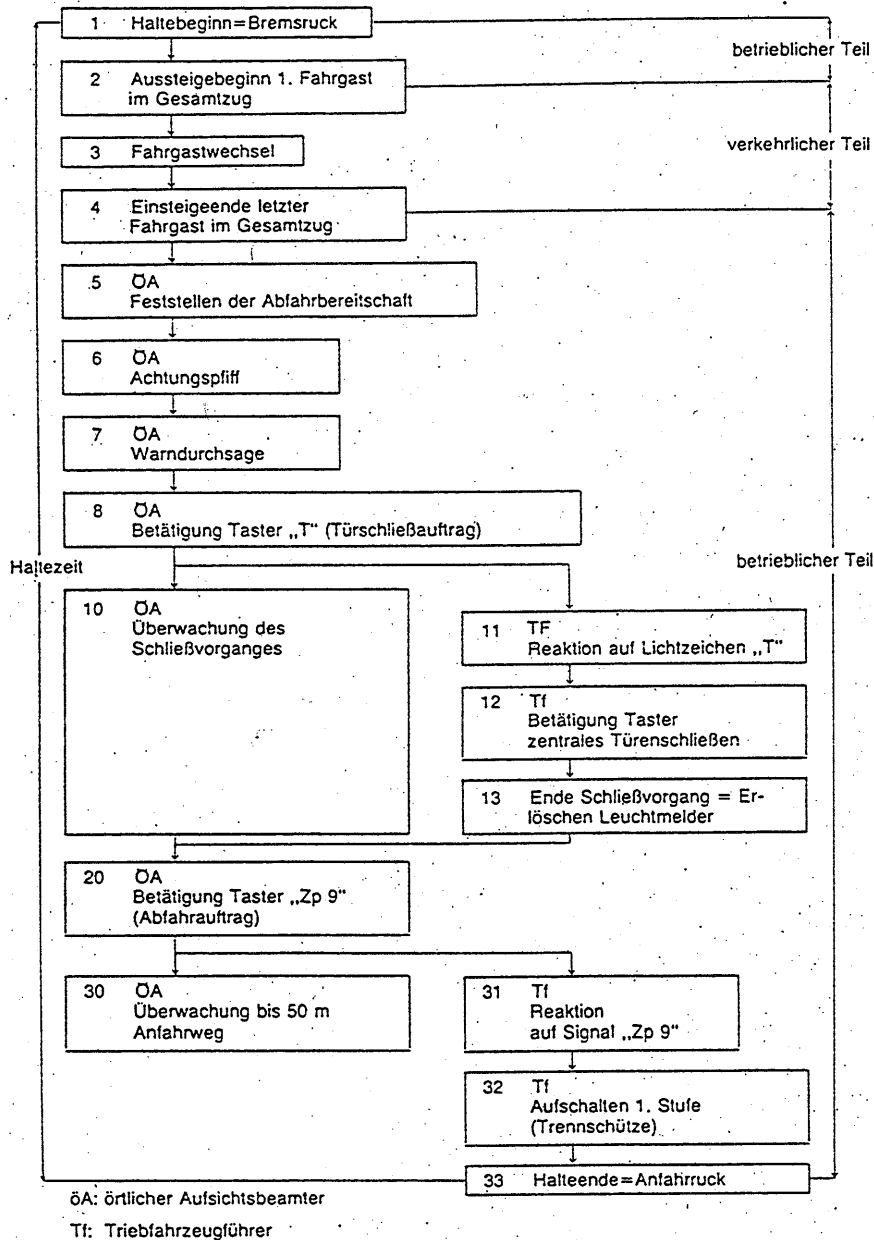 1 Haltebeginn=Bremsruck
betrieblicher Teil
2 Aussteigebeginn 1. Fahrgast
im Gesamtzug
3 Fahrgastwechsel
verkehrlicher Teil
4 Einsteigeende letzter
Fahrgast im Gesamtzug
5 ÖA
Feststellen der Abfahrbereitschaft
6 ÖA
Achtungspfiff
7 ÖA
Warndurchsage
8 ÖA
Betätigung Taster „T" (Türschließauftrag)
Haltezeit
betrieblicher Teil
10 ÖA
Überwachung des
Schließvorganges
11 TF
Reaktion auf Lichtzeichen „T"
12 Tf
Betätigung Taster
zentrales Türenschließen
13 Ende Schließvorgang = Er-
löschen Leuchtmelder
20 ÖA
Betätigung Taster „Zp 9"
(Abfahrauftrag)
30 ÖA
Überwachung bis 50 m
Anfahrweg
31 Tf
Reaktion
auf Signal „Zp 9"
32 Tf
Aufschalten 1. Stufe
(Trennschütze)
33 Halteende=Anfahrruck
öA: örtlicher Aufsichtsbeamter
Tf: Triebfahrzeugführer